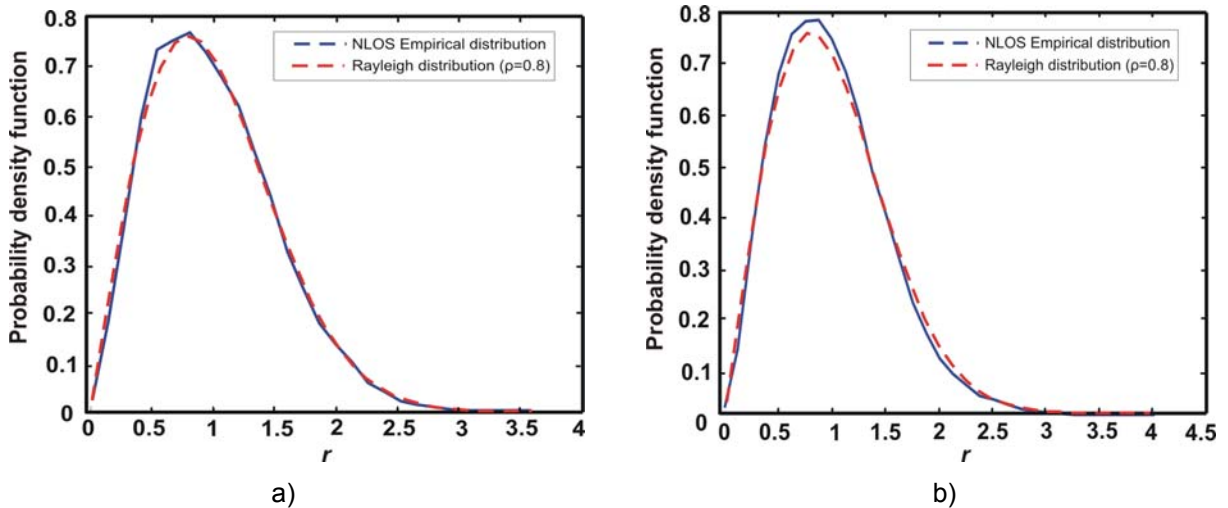 0.8
0.7
0.6
0.5
0.4
0.3
0.2
0.1
0
Probability density function
NLOS Empirical distribution
Rayleigh distribution (ρ=0.8)
0 0.5 1 1.5 2 2.5 3 3.5 4
r
a)
0.8
0.7
0.6
0.5
0.4
0.3
0.2
0.1
0
Probability density function
NLOS Empirical distribution
Rayleigh distribution (ρ=0.8)
0 0.5 1 1.5 2 2.5 3 3.5 4 4.5
r
b)